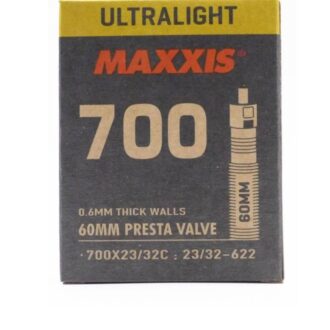 ULTRALIGHT
MAXXIS®
700
60MM
0.6MM THICK WALLS
60MM PRESTA VALVE
·700X23/32C : 23/32-622